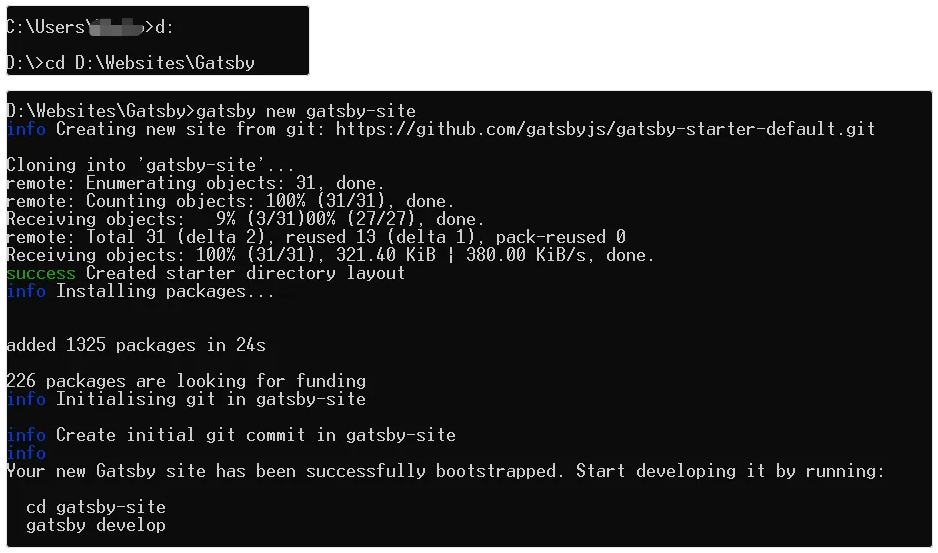 C:\Users\>d:
D:\>cd D:\Websites\Gatsby
D:\Websites\Gatsby>gatsby new gatsby-site
info Creating new site from git: https://github.com/gatsbyjs/gatsby-starter-default.git
Cloning into 'gatsby-site'...
remote: Enumerating objects: 31, done.
remote: Counting objects: 100% (31/31), done.
Receiving objects:   9% (3/31)00% (27/27), done.
remote: Total 31 (delta 2), reused 13 (delta 1), pack-reused 0
Receiving objects: 100% (31/31), 321.40 KiB | 380.00 KiB/s, done.
success Created starter directory layout
info Installing packages...
added 1325 packages in 24s
226 packages are looking for funding
info Initialising git in gatsby-site
info Create initial git commit in gatsby-site
info
Your new Gatsby site has been successfully bootstrapped. Start developing it by running:
cd gatsby-site
gatsby develop